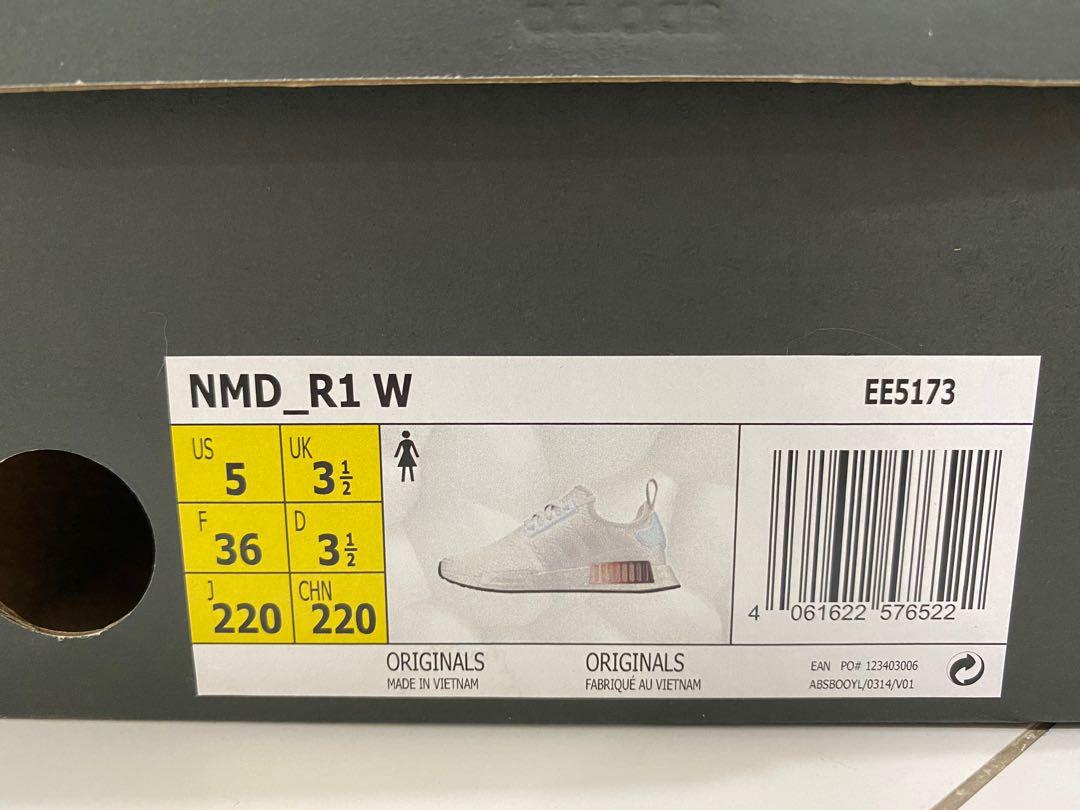 NMD_R1 W
EE5173
US 5
UK 3½
F 36
D 3½
J 220
CHN 220
4 061622 576522
ORIGINALS
MADE IN VIETNAM
ORIGINALS
FABRIQUÉ AU VIETNAM
EAN PO# 123403006
ABSBOOYL/0314/V01